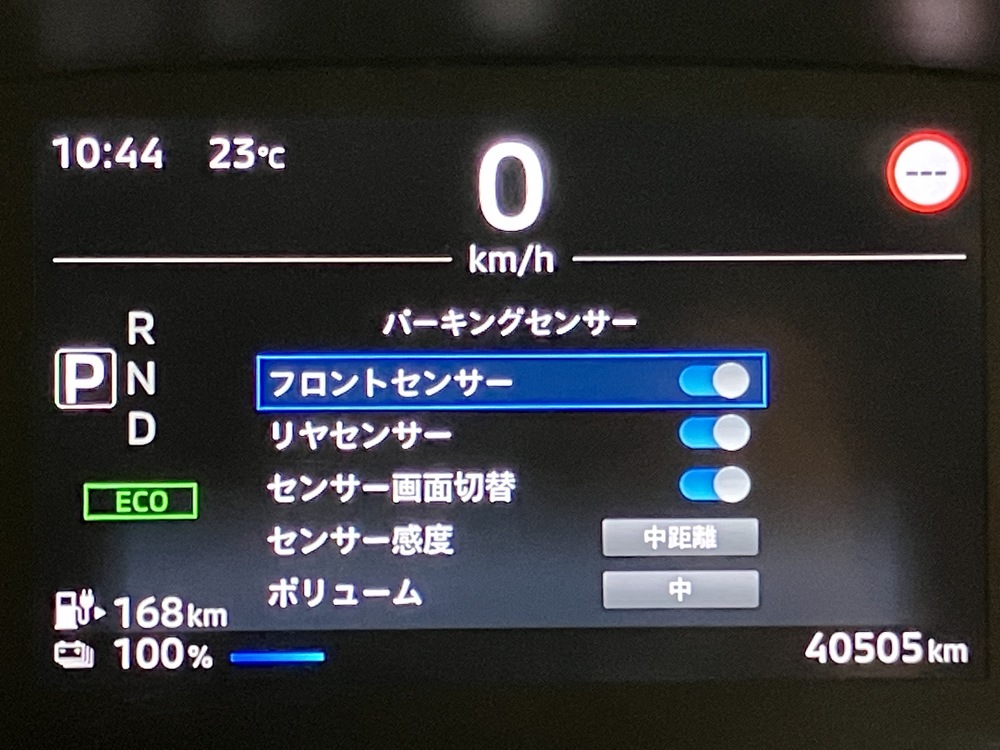 10:44 23℃
0
km/h
---
パーキングセンサー
R
P N
D
フロントセンサー
リヤセンサー
センサー画面切替
センサー感度 中距離
ボリューム 中
ECO
168km
100% 40505km